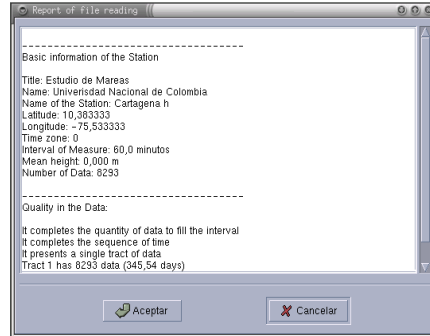 Report of file reading
-----------------------------------
Basic information of the Station
Title: Estudio de Mareas
Name: Univerisdad Nacional de Colombia
Name of the Station: Cartagena h
Latitude: 10,383333
Longitude: -75,533333
Time zone: 0
Interval of Measure: 60,0 minutos
Mean height: 0,000 m
Number of Data: 8293
-----------------------------------
Quality in the Data:
It completes the quantity of data to fill the interval
It completes the sequence of time
It presents a single tract of data
Tract 1 has 8293 data (345,54 days)
Aceptar
Cancelar